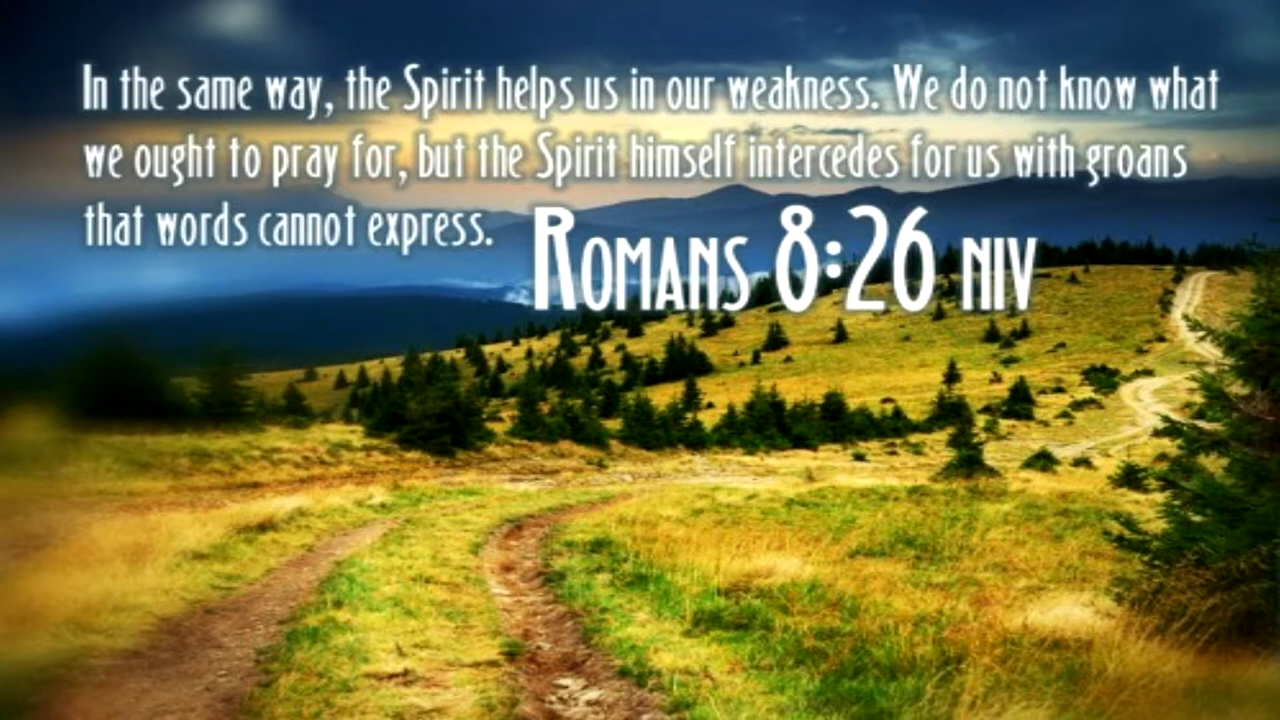 In the same way, the Spirit helps us in our weakness. We do not know what
we ought to pray for, but the Spirit himself intercedes for us with groans
that words cannot express.
Romans 8:26 NIV